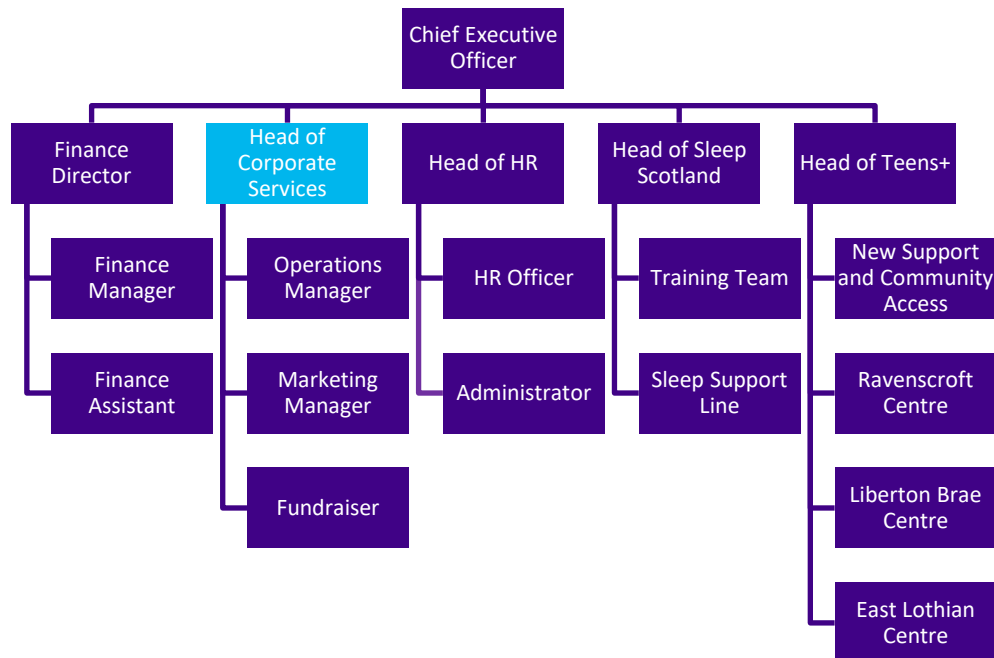 Chief Executive
Officer
Finance
Director
Head of
Corporate
Services
Head of HR
Head of Sleep
Scotland
Head of Teens+
Finance
Manager
Operations
Manager
HR Officer
Training Team
New Support
and Community
Access
Finance
Assistant
Marketing
Manager
Administrator
Sleep Support
Line
Ravenscroft
Centre
Fundraiser
Liberton Brae
Centre
East Lothian
Centre